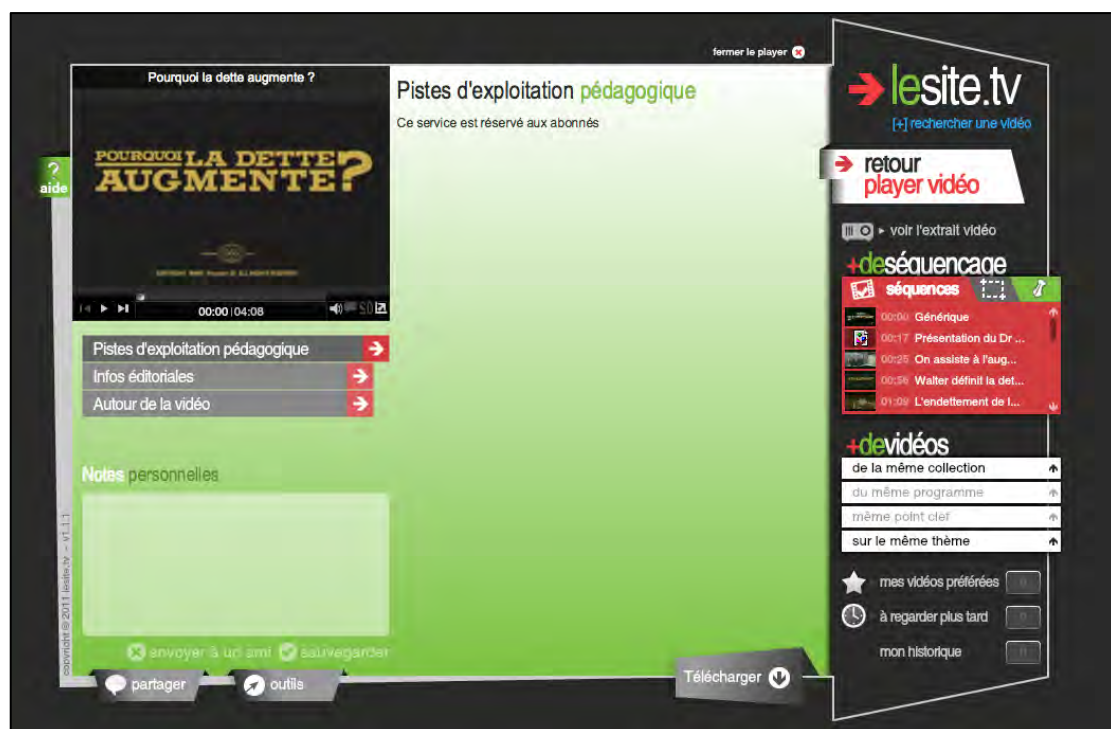 fermer le player
Pourquoi la dette augmente ?
POURQUOI LA DETTE
AUGMENTE?
00:00|04:08
? aide
Pistes d'exploitation pédagogique
Infos éditoriales
Autour de la vidéo
Notes personnelles
envoyer à un ami sauvegarder
partager
outils
copyright © 2011 lesite.tv – v1.1.1
Pistes d'exploitation pédagogique
Ce service est réservé aux abonnés
Télécharger
lesite.tv
[+] rechercher une vidéo
retour
player vidéo
voir l'extrait vidéo
+deséquençage
séquences
00:00 Générique
00:17 Présentation du Dr ...
00:25 On assiste à l'aug...
00:56 Walter définit la det...
01:09 L'endettement de l...
+devidéos
de la même collection
du même programme
même point clef
sur le même thème
mes vidéos préférées 0
à regarder plus tard 0
mon historique 0